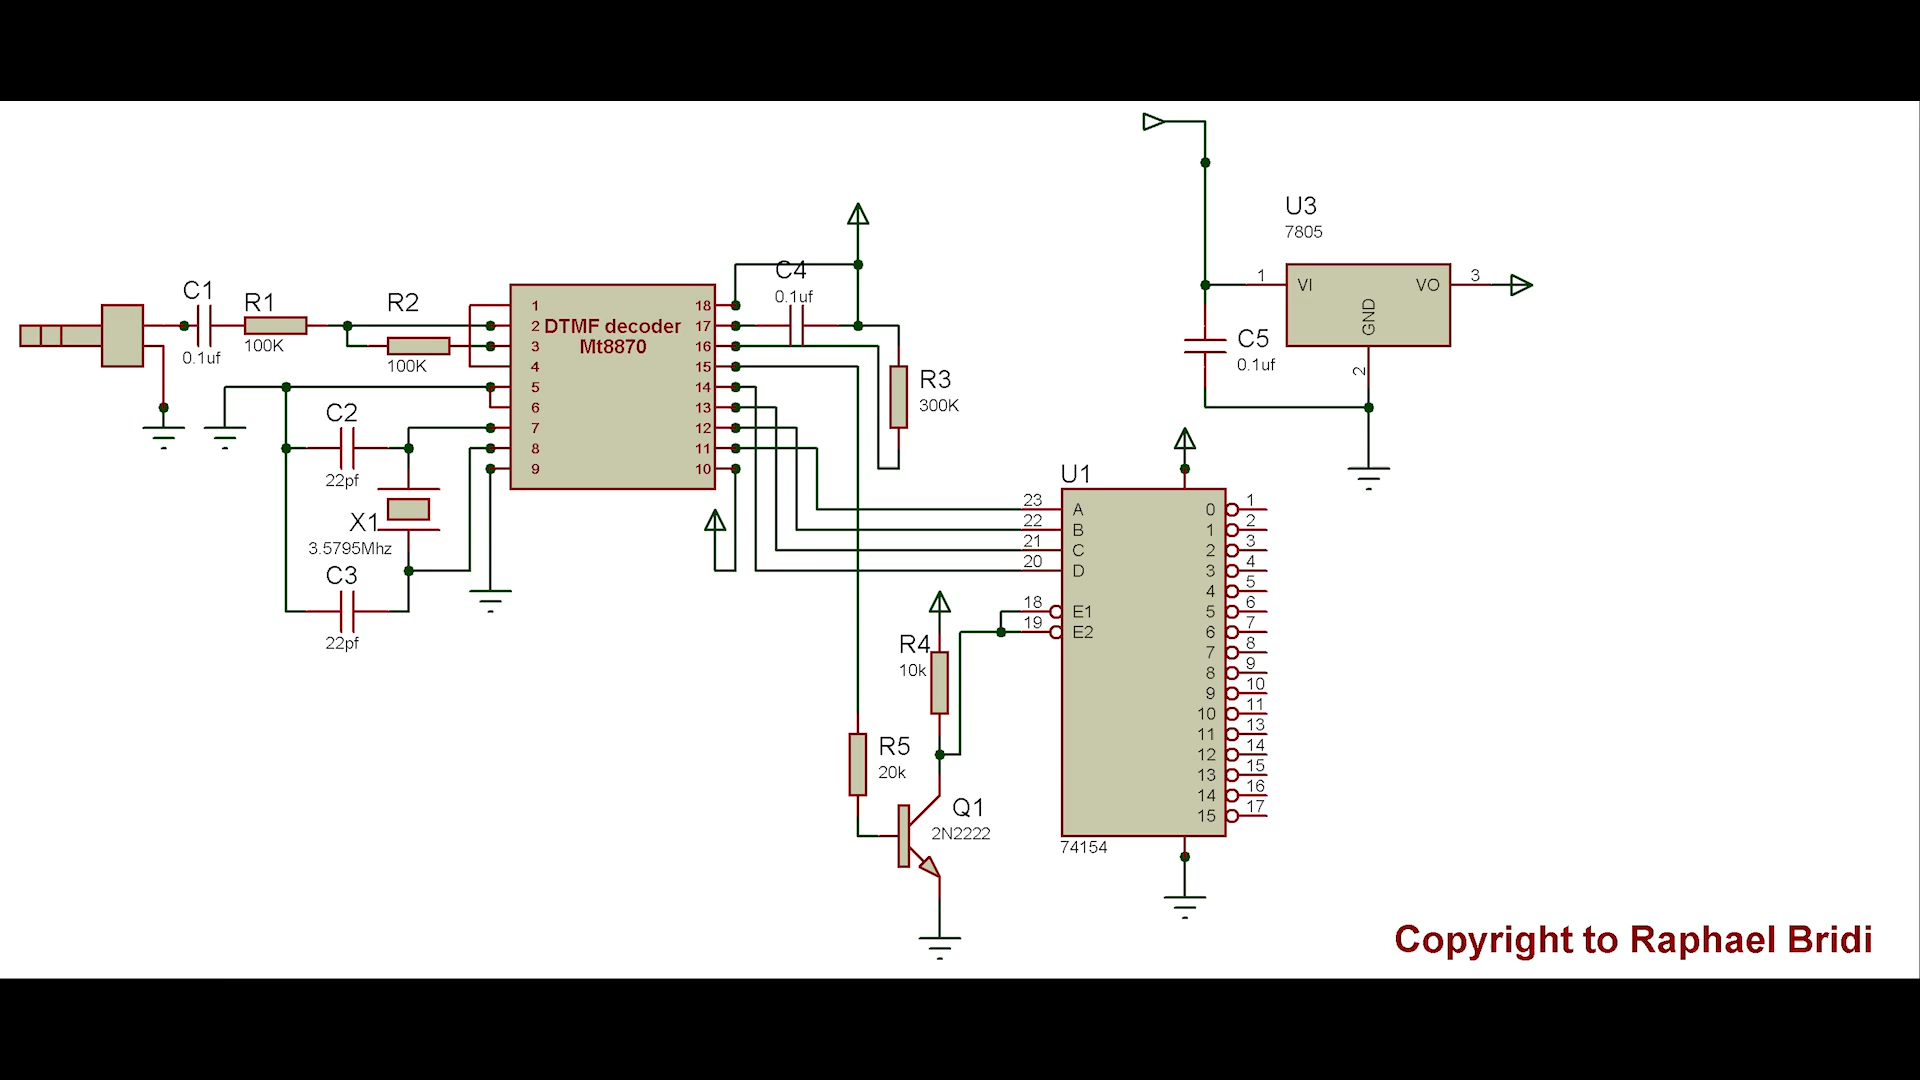 U3
7805
1
VI
VO
3
GND
2
C5
0.1uf
C1
0.1uf
R1
100K
R2
100K
C4
0.1uf
DTMF decoder
Mt8870
1
2
3
4
5
6
7
8
9
18
17
16
15
14
13
12
11
10
R3
300K
C2
22pf
X1
3.5795Mhz
C3
22pf
U1
23 A
22 B
21 C
20 D
18 E1
19 E2
0 1
1 2
2 3
3 4
4 5
5 6
6 7
7 8
8 9
9 10
10 11
11 13
12 14
13 15
14 16
15 17
74154
R4
10k
R5
20k
Q1
2N2222
Copyright to Raphael Bridi